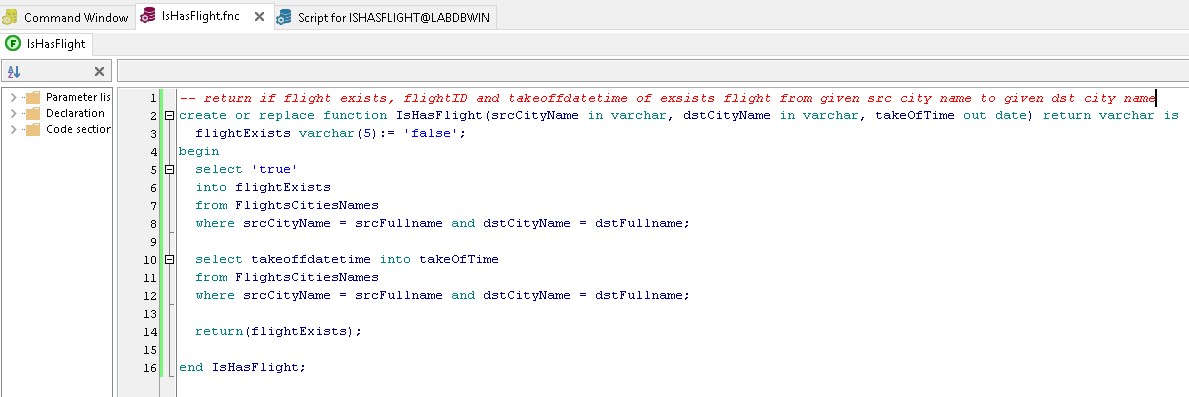 Command Window
IsHasFlight.fnc
Script for ISHASFLIGHT@LABDBWIN
IsHasFlight
Parameter lis
Declaration
Code section
1 -- return if flight exists, flightID and takeoffdatetime of exsists flight from given src city name to given dst city name
2 create or replace function IsHasFlight(srcCityName in varchar, dstCityName in varchar, takeOfTime out date) return varchar is
3 flightExists varchar(5):= 'false';
4 begin
5 select 'true'
6 into flightExists
7 from FlightsCitiesNames
8 where srcCityName = srcFullname and dstCityName = dstFullname;
9
10 select takeoffdatetime into takeOfTime
11 from FlightsCitiesNames
12 where srcCityName = srcFullname and dstCityName = dstFullname;
13
14 return(flightExists);
15
16 end IsHasFlight;